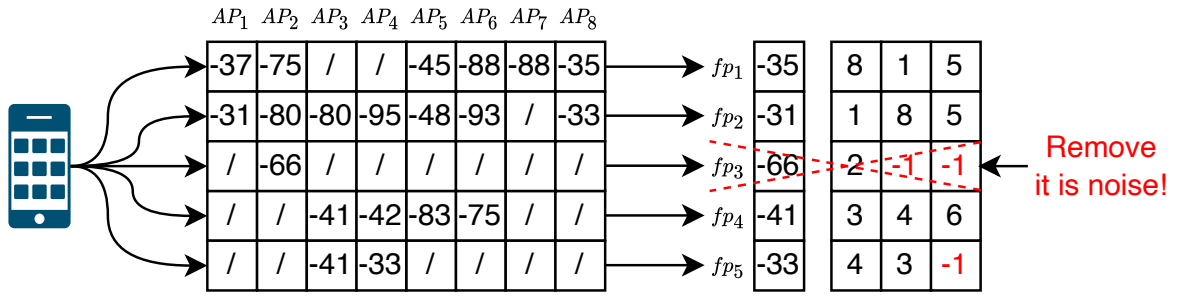 AP1 AP2 AP3 AP4 AP5 AP6 AP7 AP8
-37 -75 / / -45 -88 -88 -35 fp1 -35 8 1 5
-31 -80 -80 -95 -48 -93 / -33 fp2 -31 1 8 5
/ -66 / / / / / / fp3 -66 2 -1 -1 Remove
it is noise!
/ / -41 -42 -83 -75 / / fp4 -41 3 4 6
/ / -41 -33 / / / / fp5 -33 4 3 -1